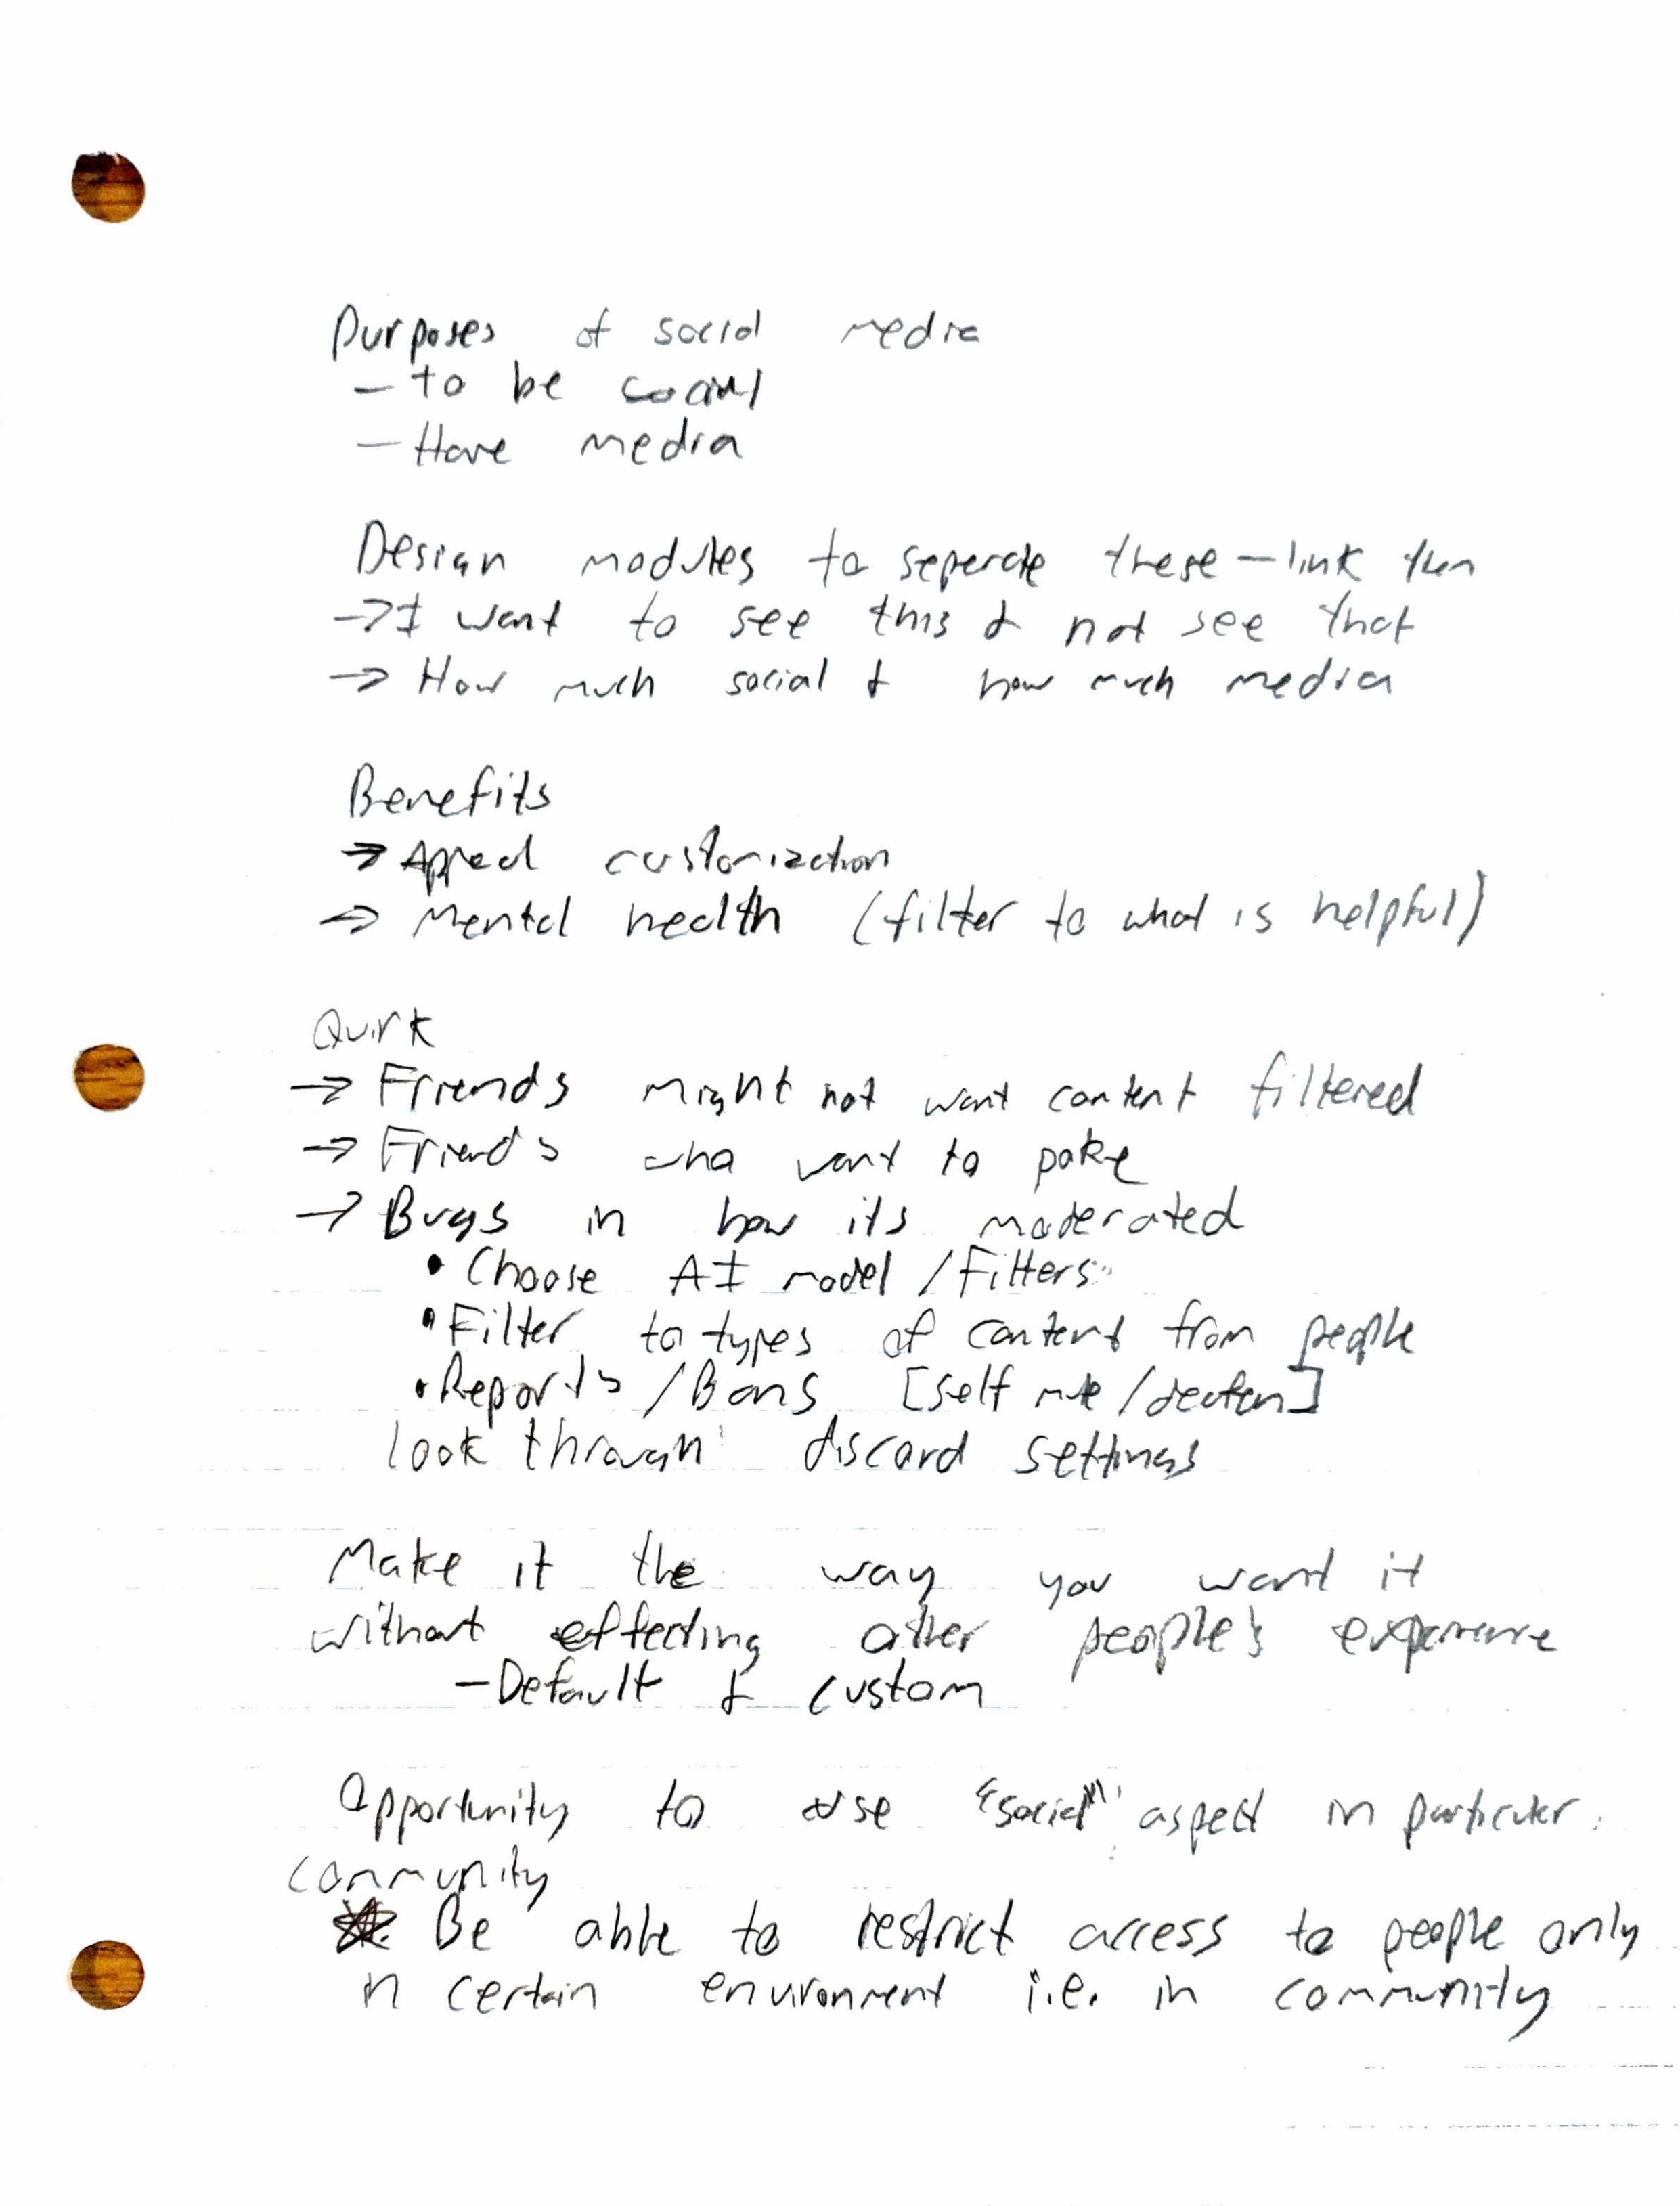 Purposes of social media
- to be social
- Have media
Design modules to seperate these - link them
-> I want to see this & not see that
-> How much social & how much media
Benefits
-> Appeal customization
-> Mental health (filter to what is helpful)
Quirk
-> Friends might not want content filtered
-> Friends who want to poke
-> Bugs in how its moderated
• Choose AI model / Filters
• Filter to types of content from people
• Reports / Bans [self mute /
look through discord settings
Make it the way you want it
without effecting other people's experience
- Default & custom
Opportunity to use "social" aspect in particular
community
Be able to restrict access to people only
in certain environment i.e. in community